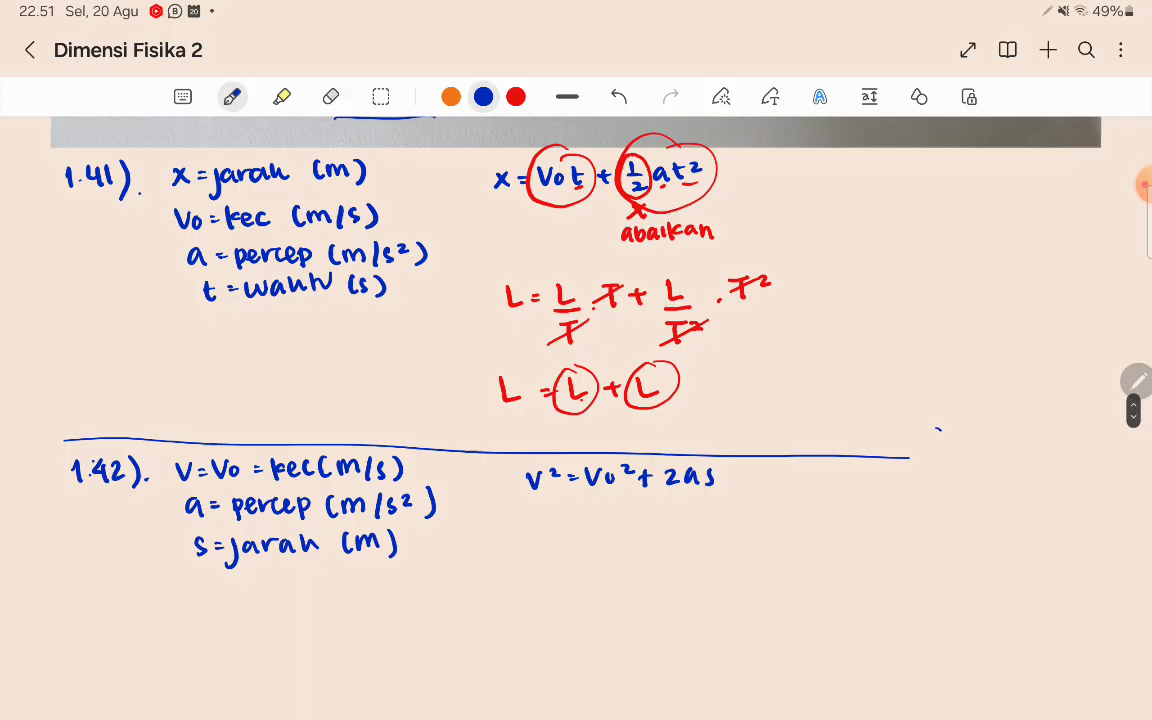 22.51 Sel, 20 Agu 20 49%
Dimensi Fisika 2
1.41). x = jarak (m)
Vo = kec (m/s)
a = percep (m/s²)
t = waktu (s)
x = Vo t + 1/2 at²
x
abaikan
L = L/T . T + L/T² . T²
L = L + L
1.42). V = Vo = kec (m/s)
a = percep (m/s²)
s = jarak (m)
V² = Vo² + 2as